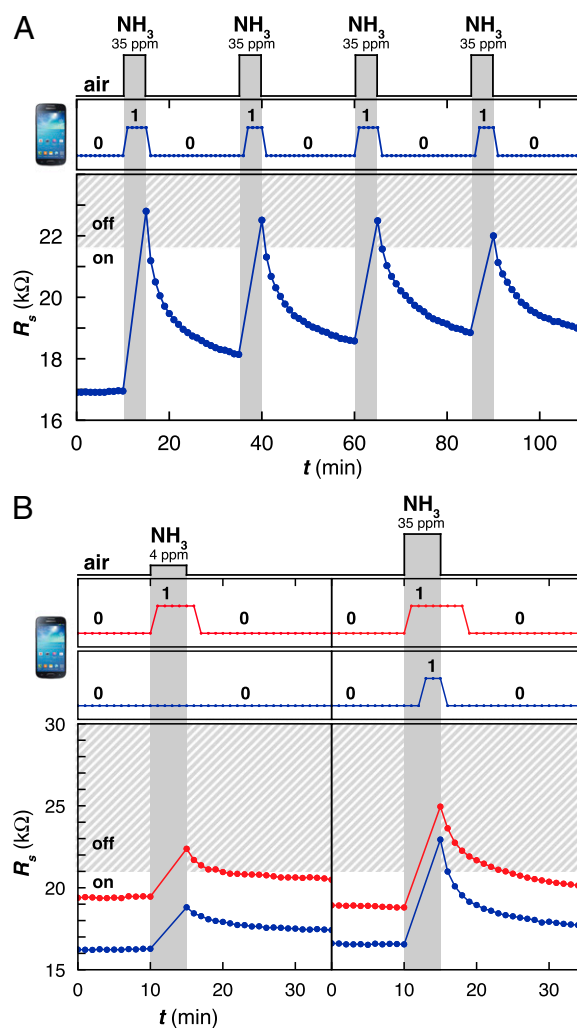 A
NH3 NH3 NH3 NH3
35 ppm 35 ppm 35 ppm 35 ppm
air
1 1 1 1
0 0 0 0 0
off
on
22
20
18
16
Rs (kΩ)
0 20 40 60 80 100
t (min)
B
NH3 NH3
4 ppm 35 ppm
air
1 1
0 0 0 0
1
0 0 0 0
30
25
20
15
off
on
Rs (kΩ)
0 10 20 30 0 10 20 30
t (min)